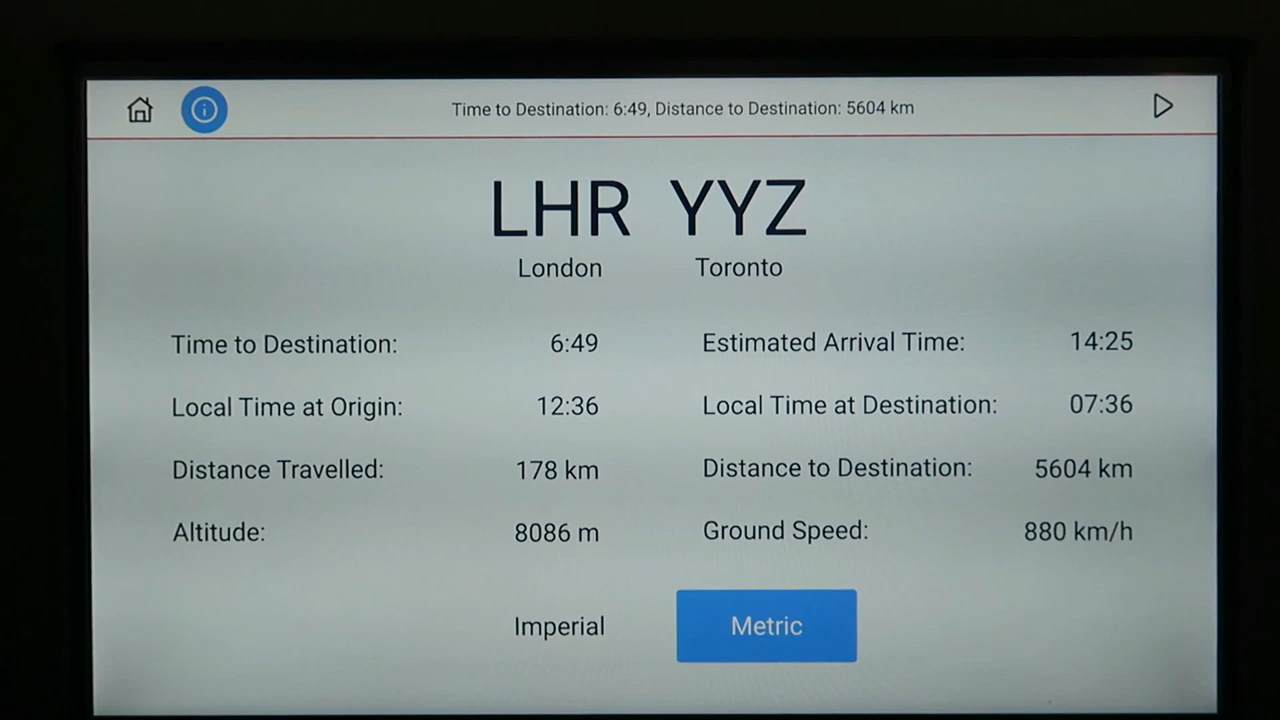 Time to Destination: 6:49, Distance to Destination: 5604 km
LHR YYZ
London Toronto
Time to Destination: 6:49 Estimated Arrival Time: 14:25
Local Time at Origin: 12:36 Local Time at Destination: 07:36
Distance Travelled: 178 km Distance to Destination: 5604 km
Altitude: 8086 m Ground Speed: 880 km/h
Imperial Metric